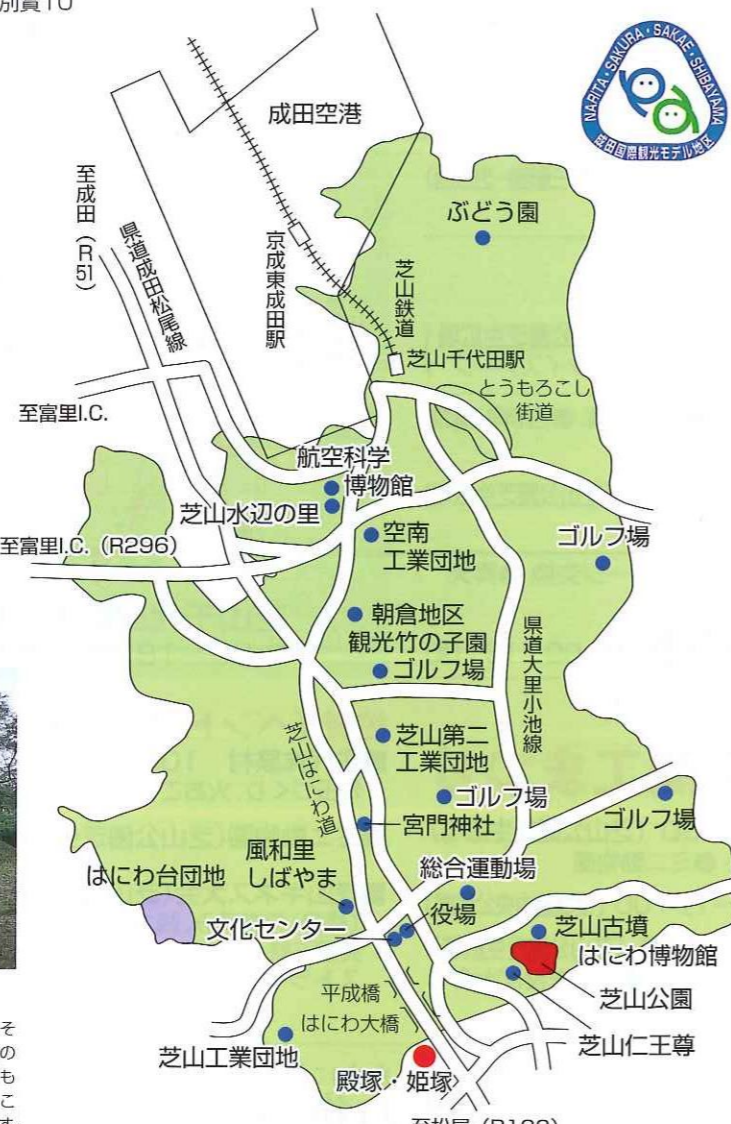 別買10
NARITA・SAKURA・SAKAE・SHIBAYAMA
成田国際観光モデル地区
成田空港
至成田（R51）
県道成田松尾線
京成東成田駅
芝山鉄道
ぶどう園
芝山千代田駅
とうもろこし
街道
至富里I.C.
航空科学
博物館
芝山水辺の里
至富里I.C.（R296）
空南
工業団地
ゴルフ場
朝倉地区
観光竹の子園
ゴルフ場
県道大里小池線
芝山はにわ道
芝山第二
工業団地
ゴルフ場
ゴルフ場
宮門神社
風和里
しばやま
総合運動場
はにわ台団地
役場
文化センター
芝山古墳
はにわ博物館
平成橋
はにわ大橋
芝山公園
芝山仁王尊
芝山工業団地
殿塚・姫塚
そ
の
も
こ
す